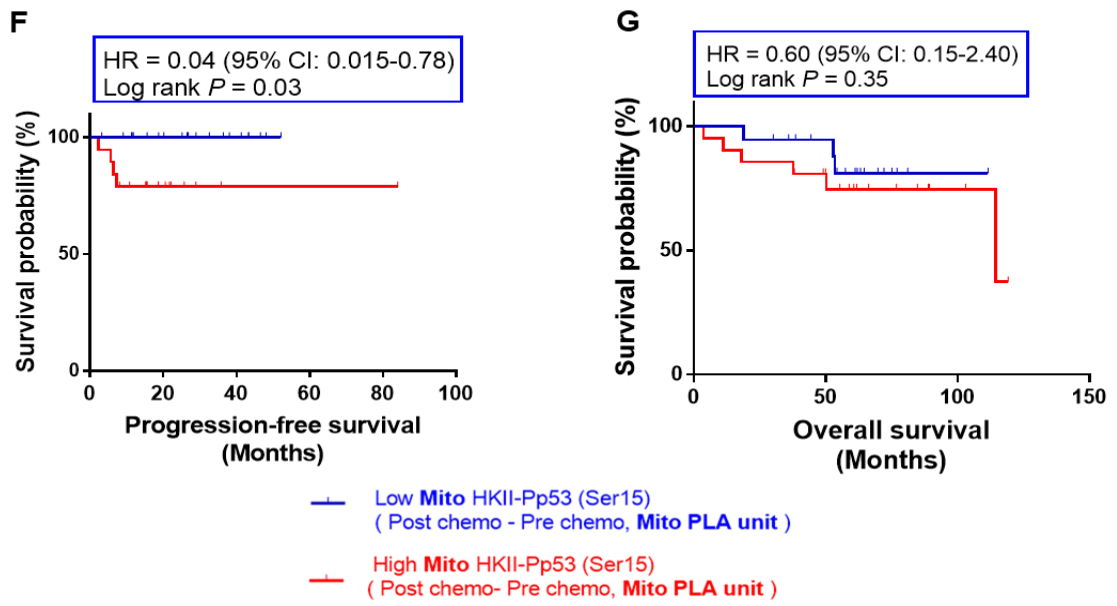 F
HR = 0.04 (95% CI: 0.015-0.78)
Log rank P = 0.03
Survival probability (%)
100
50
0
0 20 40 60 80 100
Progression-free survival
(Months)
G
HR = 0.60 (95% CI: 0.15-2.40)
Log rank P = 0.35
Survival probability (%)
100
50
0
0 50 100 150
Overall survival
(Months)
Low Mito HKII-Pp53 (Ser15)
( Post chemo - Pre chemo, Mito PLA unit )
High Mito HKII-Pp53 (Ser15)
( Post chemo- Pre chemo, Mito PLA unit )